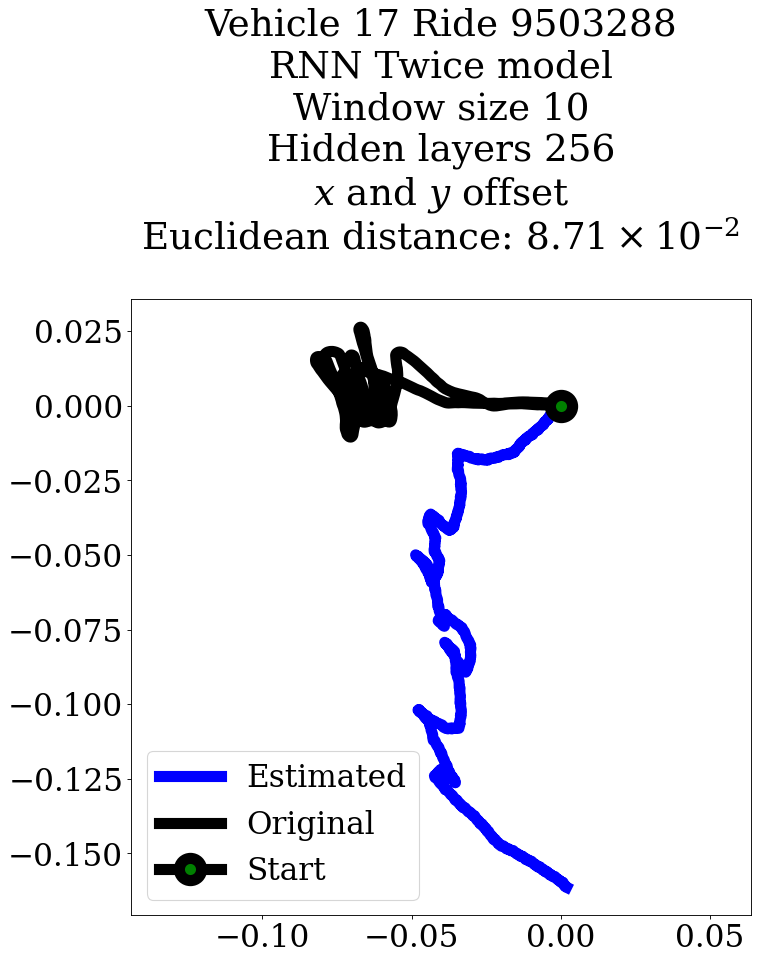 Vehicle 17 Ride 9503288
RNN Twice model
Window size 10
Hidden layers 256
x and y offset
Euclidean distance: 8.71 × 10⁻²
0.025
0.000
−0.025
−0.050
−0.075
−0.100
−0.125
−0.150
Estimated
Original
Start
−0.10
−0.05
0.00
0.05